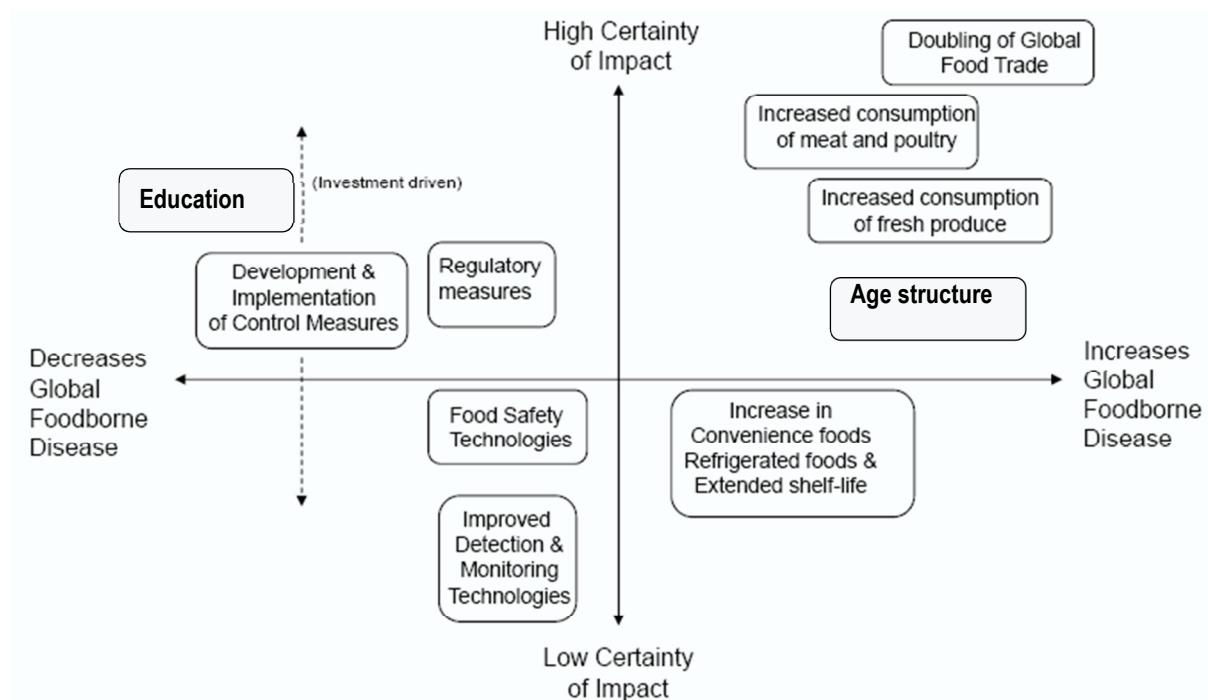 High Certainty
of Impact
Doubling of Global
Food Trade
Increased consumption
of meat and poultry
(Investment driven)
Education
Increased consumption
of fresh produce
Development &
Implementation
of Control Measures
Regulatory
measures
Age structure
Decreases
Global
Foodborne
Disease
Increases
Global
Foodborne
Disease
Food Safety
Technologies
Increase in
Convenience foods
Refrigerated foods &
Extended shelf-life
Improved
Detection &
Monitoring
Technologies
Low Certainty
of Impact